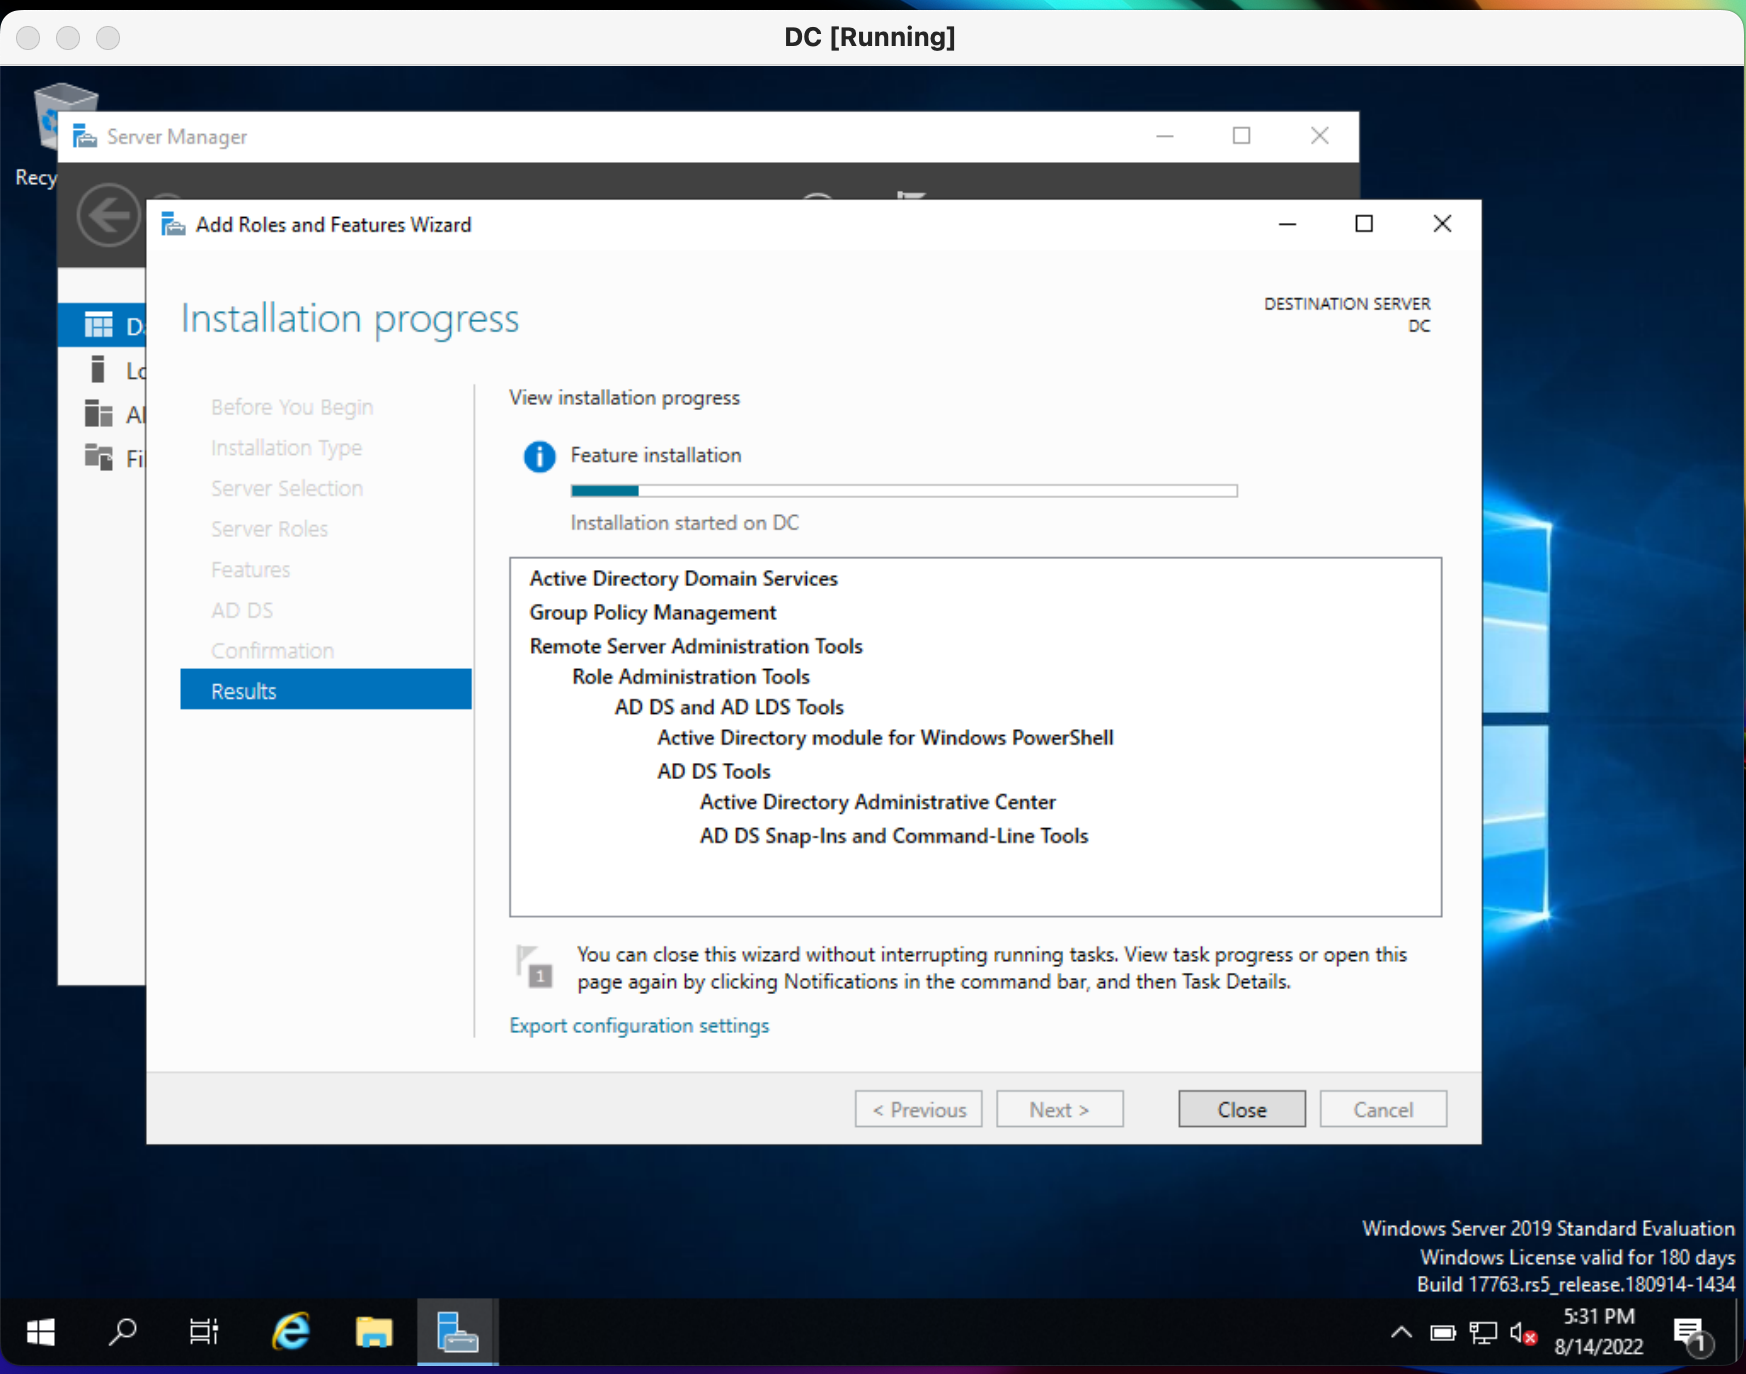 DC [Running]
Recy
Server Manager
Add Roles and Features Wizard
Installation progress
DESTINATION SERVER
DC
Before You Begin
Installation Type
Server Selection
Server Roles
Features
AD DS
Confirmation
Results
View installation progress
Feature installation
Installation started on DC
Active Directory Domain Services
Group Policy Management
Remote Server Administration Tools
Role Administration Tools
AD DS and AD LDS Tools
Active Directory module for Windows PowerShell
AD DS Tools
Active Directory Administrative Center
AD DS Snap-Ins and Command-Line Tools
1
You can close this wizard without interrupting running tasks. View task progress or open this
page again by clicking Notifications in the command bar, and then Task Details.
Export configuration settings
< Previous
Next >
Close
Cancel
Windows Server 2019 Standard Evaluation
Windows License valid for 180 days
Build 17763.rs5_release.180914-1434
5:31 PM
8/14/2022
1